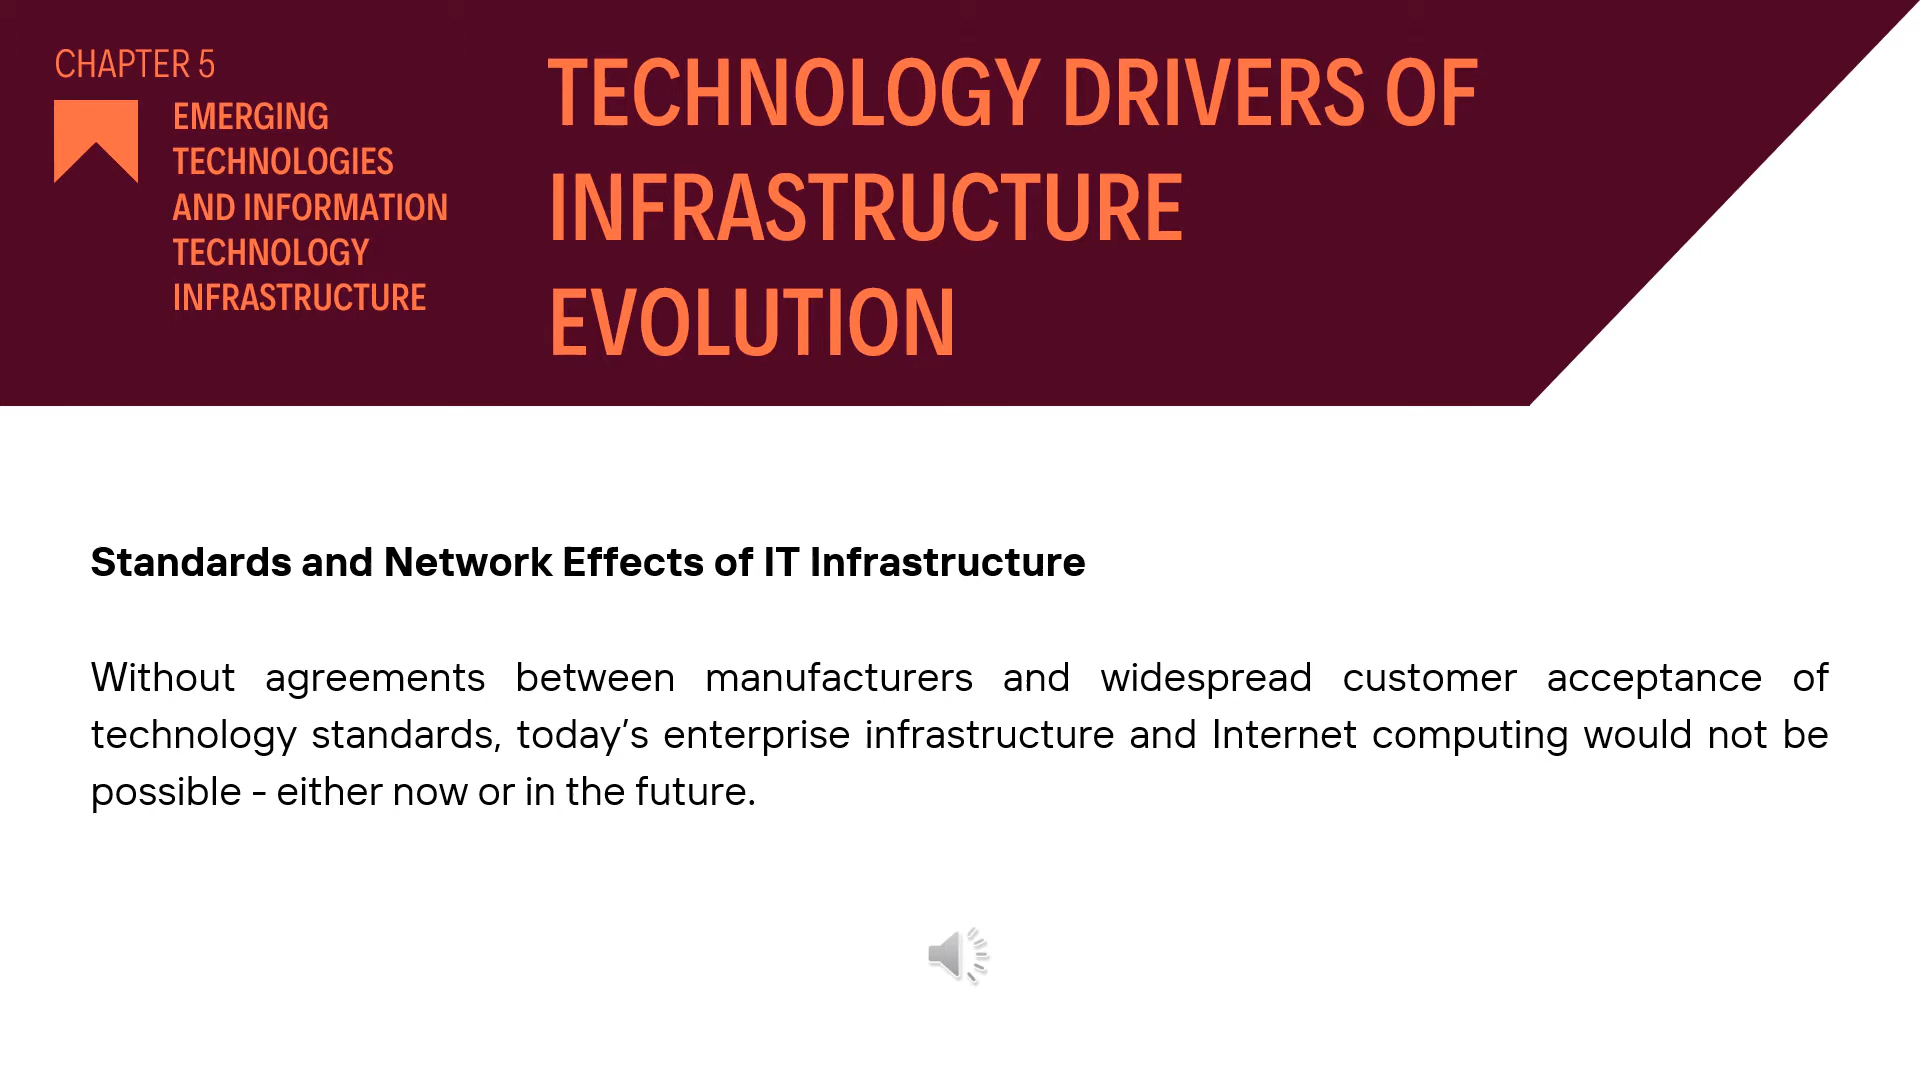 CHAPTER 5
EMERGING
TECHNOLOGIES
AND INFORMATION
TECHNOLOGY
INFRASTRUCTURE
TECHNOLOGY DRIVERS OF
INFRASTRUCTURE
EVOLUTION
Standards and Network Effects of IT Infrastructure
Without agreements between manufacturers and widespread customer acceptance of
technology standards, today’s enterprise infrastructure and Internet computing would not be
possible - either now or in the future.